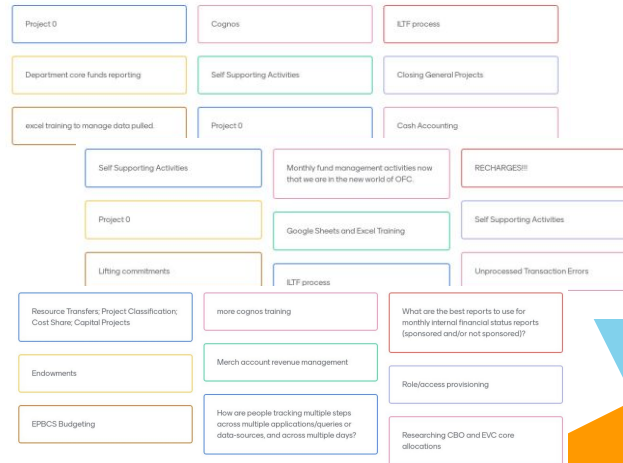 Project 0
Cognos
ILTF process
Department core funds reporting
Self Supporting Activities
Closing General Projects
excel training to manage data pulled.
Project 0
Cash Accounting
Self Supporting Activities
Monthly fund management activities now
that we are in the new world of OFC.
RECHARGES!!!
Project 0
Google Sheets and Excel Training
Self Supporting Activities
Lifting commitments
ILTF process
Unprocessed Transaction Errors
Resource Transfers; Project Classification;
Cost Share; Capital Projects
more cognos training
What are the best reports to use for
monthly internal financial status reports
(sponsored and/or not sponsored)?
Endowments
Merch account revenue management
Role/access provisioning
EPBCS Budgeting
How are people tracking multiple steps
across multiple applications/queries or
data-sources, and across multiple days?
Researching CBO and EVC core
allocations